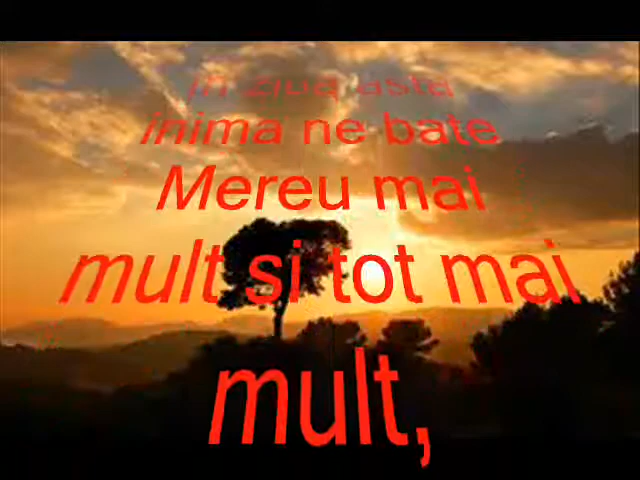 In ziua asta
inima ne bate
Mereu mai
mult si tot mai
mult,